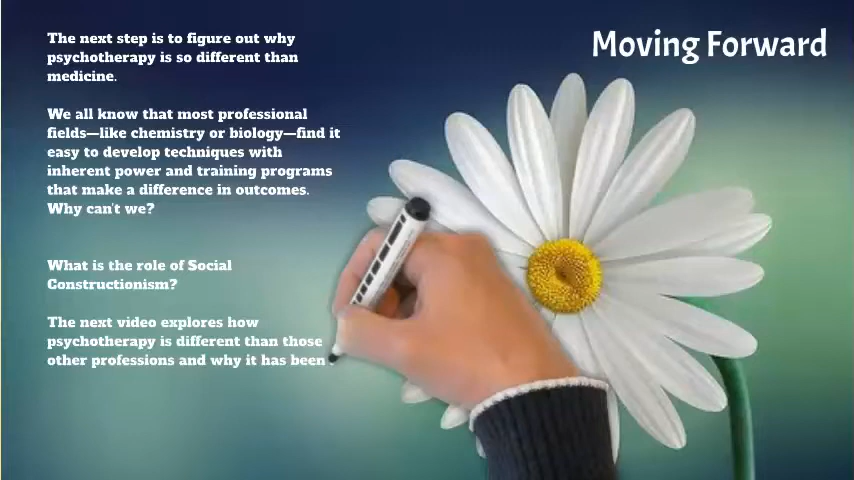 Moving Forward
The next step is to figure out why
psychotherapy is so different than
medicine.
We all know that most professional
fields—like chemistry or biology—find it
easy to develop techniques with
inherent power and training programs
that make a difference in outcomes.
Why can't we?
What is the role of Social
Constructionism?
The next video explores how
psychotherapy is different than those
other professions and why it has been